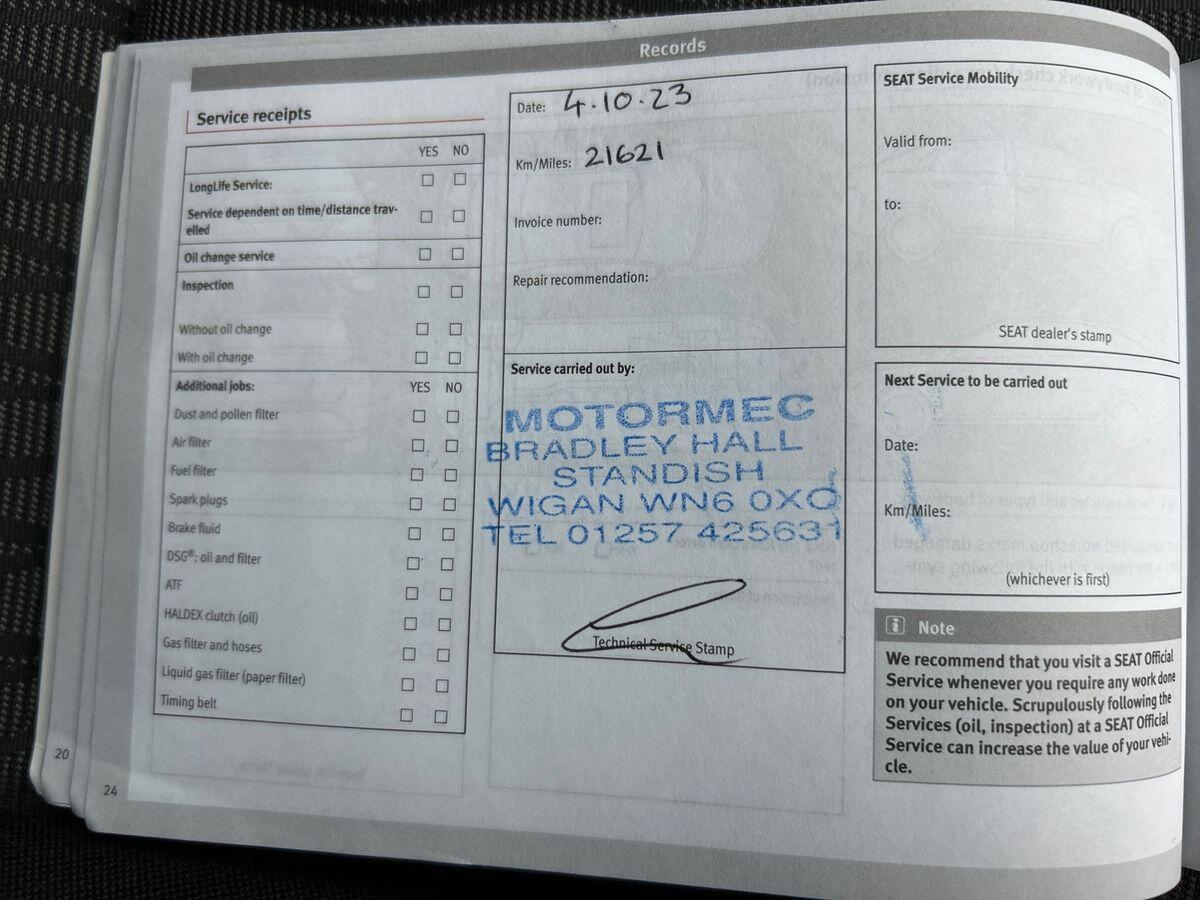 Records
Service receipts
YES NO
LongLife Service:
Service dependent on time/distance trav-
elled
Oil change service
Inspection
Without oil change
With oil change
Additional jobs: YES NO
Dust and pollen filter
Air filter
Fuel filter
Spark plugs
Brake fluid
DSG®: oil and filter
ATF
HALDEX clutch (oil)
Gas filter and hoses
Liquid gas filter (paper filter)
Timing belt
Date: 4.10.23
Km/Miles: 21621
Invoice number:
Repair recommendation:
Service carried out by:
MOTORMEC
BRADLEY HALL
STANDISH
WIGAN WN6 0XQ
TEL 01257 425631
Technical Service Stamp
SEAT Service Mobility
Valid from:
to:
SEAT dealer's stamp
Next Service to be carried out
Date:
Km/Miles:
(whichever is first)
i Note
We recommend that you visit a SEAT Official
Service whenever you require any work done
on your vehicle. Scrupulously following the
Services (oil, inspection) at a SEAT Official
Service can increase the value of your vehi-
cle.
20
24